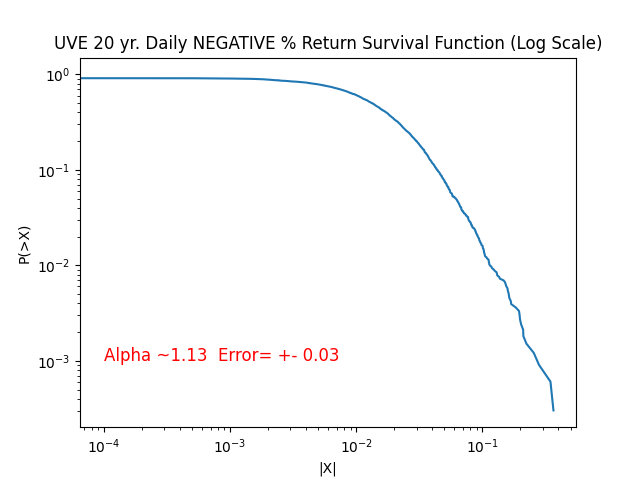 UVE 20 yr. Daily NEGATIVE % Return Survival Function (Log Scale)
10⁰
10⁻¹
10⁻²
10⁻³
P(>X)
Alpha ~1.13  Error= +- 0.03
10⁻⁴ 10⁻³ 10⁻² 10⁻¹
|X|